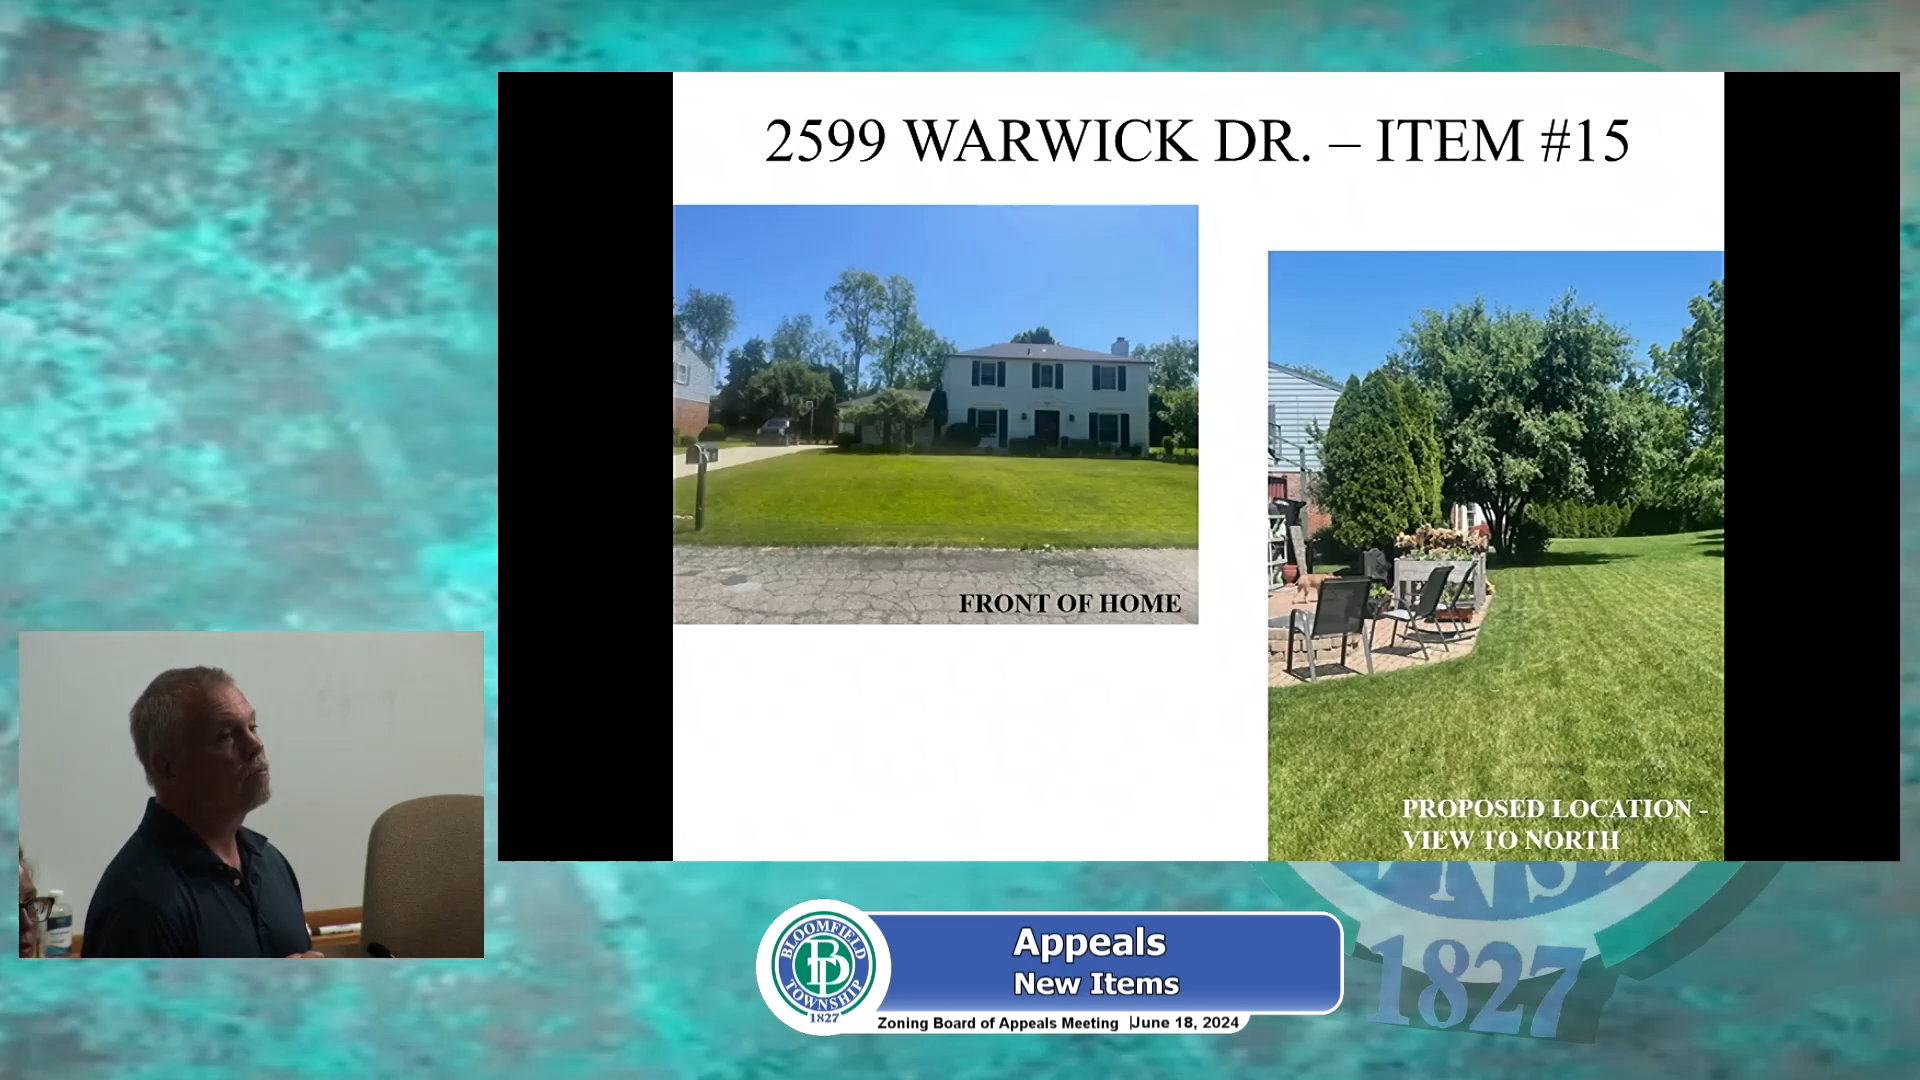 2599 WARWICK DR. – ITEM #15
FRONT OF HOME
PROPOSED LOCATION -
VIEW TO NORTH
BLOOMFIELD
BT
TOWNSHIP
1827
Appeals
New Items
Zoning Board of Appeals Meeting |June 18, 2024
1827